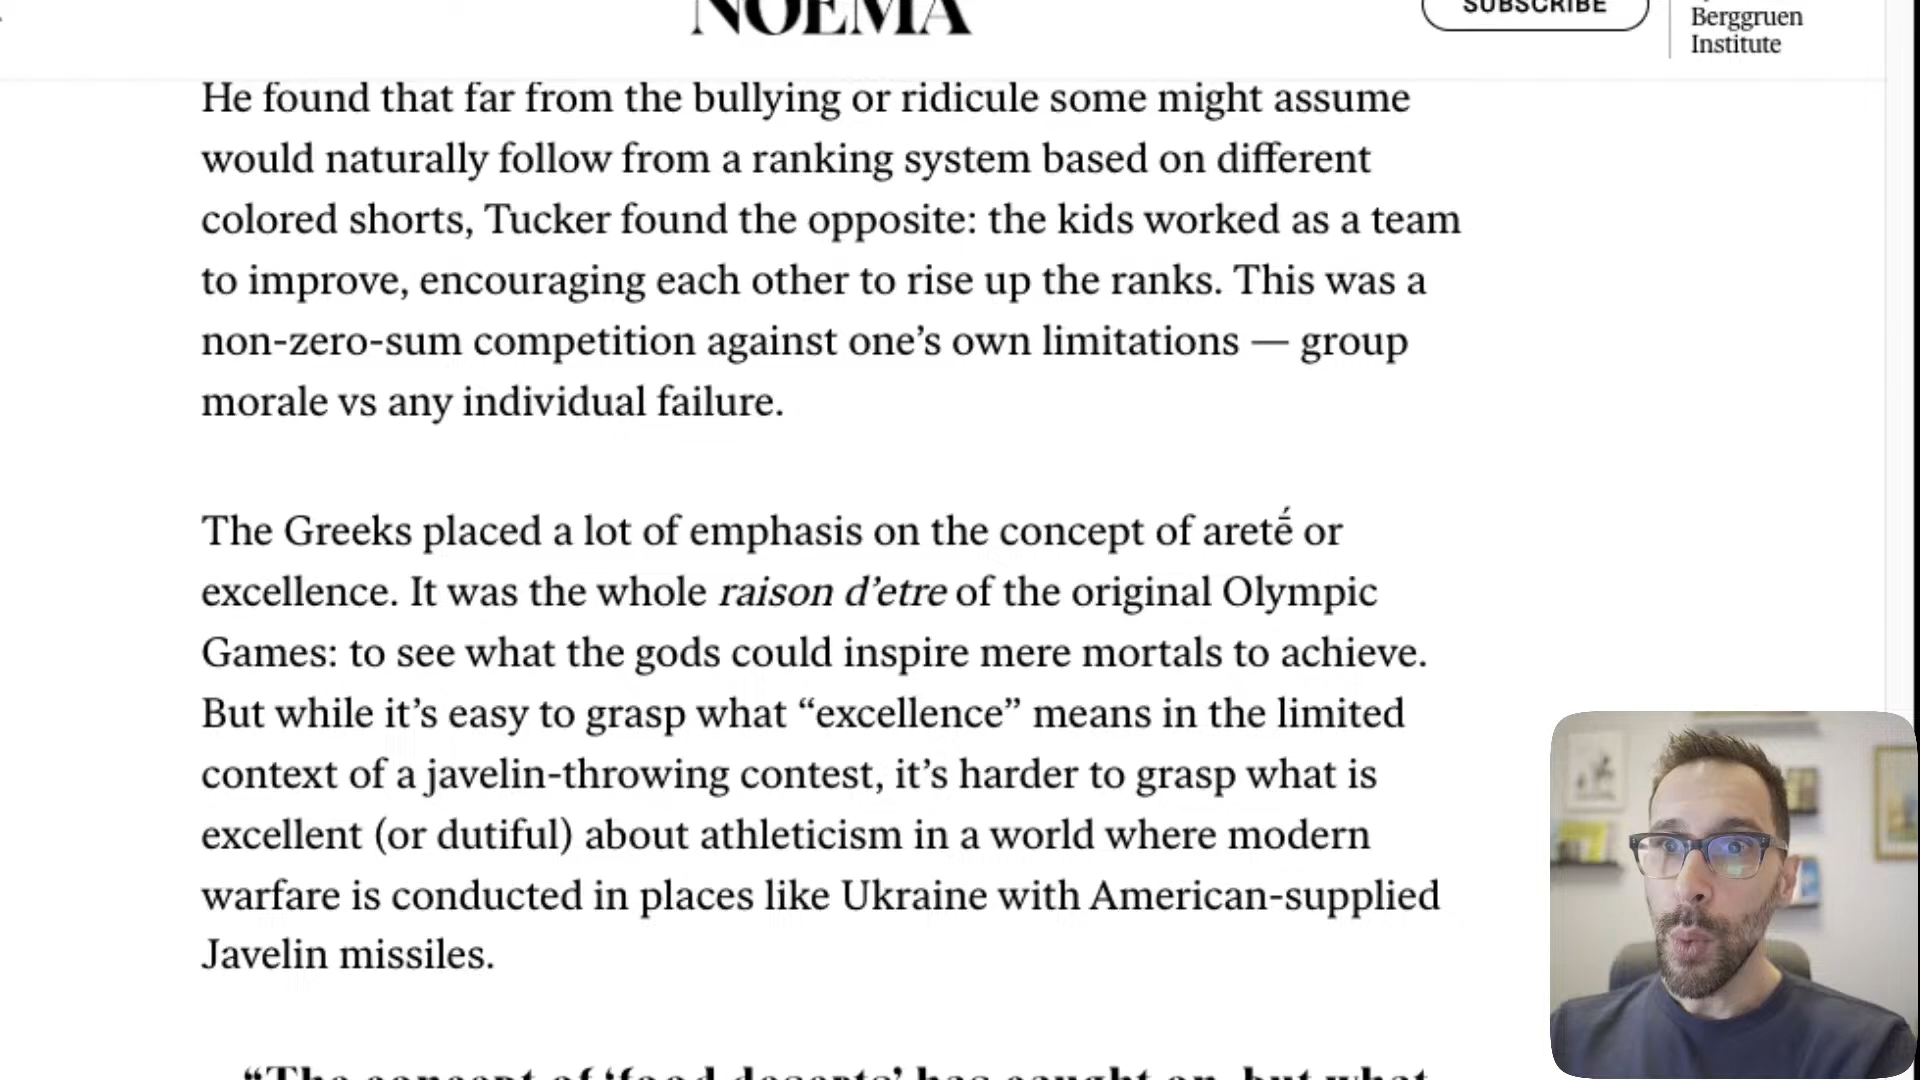 NOEMA
SUBSCRIBE
Berggruen
Institute
He found that far from the bullying or ridicule some might assume
would naturally follow from a ranking system based on different
colored shorts, Tucker found the opposite: the kids worked as a team
to improve, encouraging each other to rise up the ranks. This was a
non-zero-sum competition against one’s own limitations — group
morale vs any individual failure.
The Greeks placed a lot of emphasis on the concept of aretḗ or
excellence. It was the whole raison d’etre of the original Olympic
Games: to see what the gods could inspire mere mortals to achieve.
But while it’s easy to grasp what “excellence” means in the limited
context of a javelin-throwing contest, it’s harder to grasp what is
excellent (or dutiful) about athleticism in a world where modern
warfare is conducted in places like Ukraine with American-supplied
Javelin missiles.
“The concept of ‘food deserts’ has caught on, but what